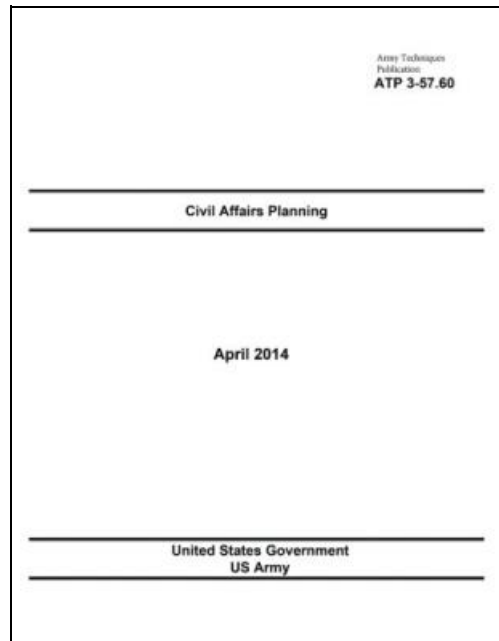 Army Techniques
Publication
ATP 3-57.60
Civil Affairs Planning
April 2014
United States Government
US Army